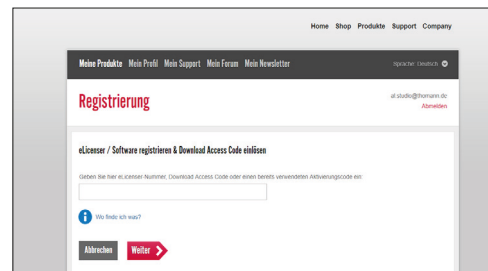 Home Shop Produkte Support Company
Meine Produkte Mein Profil Mein Support Mein Forum Mein Newsletter Sprache: Deutsch
Registrierung
al.studio@thomann.de
Abmelden
eLicenser / Software registrieren & Download Access Code einlösen
Geben Sie hier eLicenser-Nummer, Download Access Code oder einen bereits verwendeten Aktivierungscode ein:
Wo finde ich was?
Abbrechen Weiter